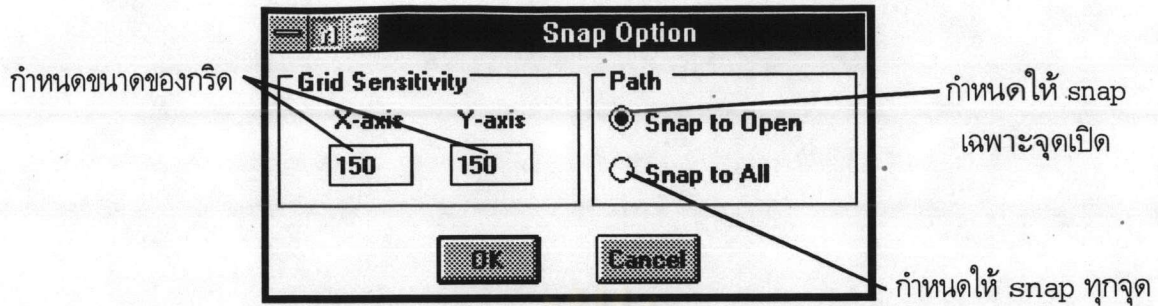 ก E Snap Option
กำหนดขนาดของกริด
Grid Sensitivity
X-axis Y-axis
150 150
Path
Snap to Open
Snap to All
กำหนดให้ snap
เฉพาะจุดเปิด
OK Cancel
กำหนดให้ snap ทุกจุด